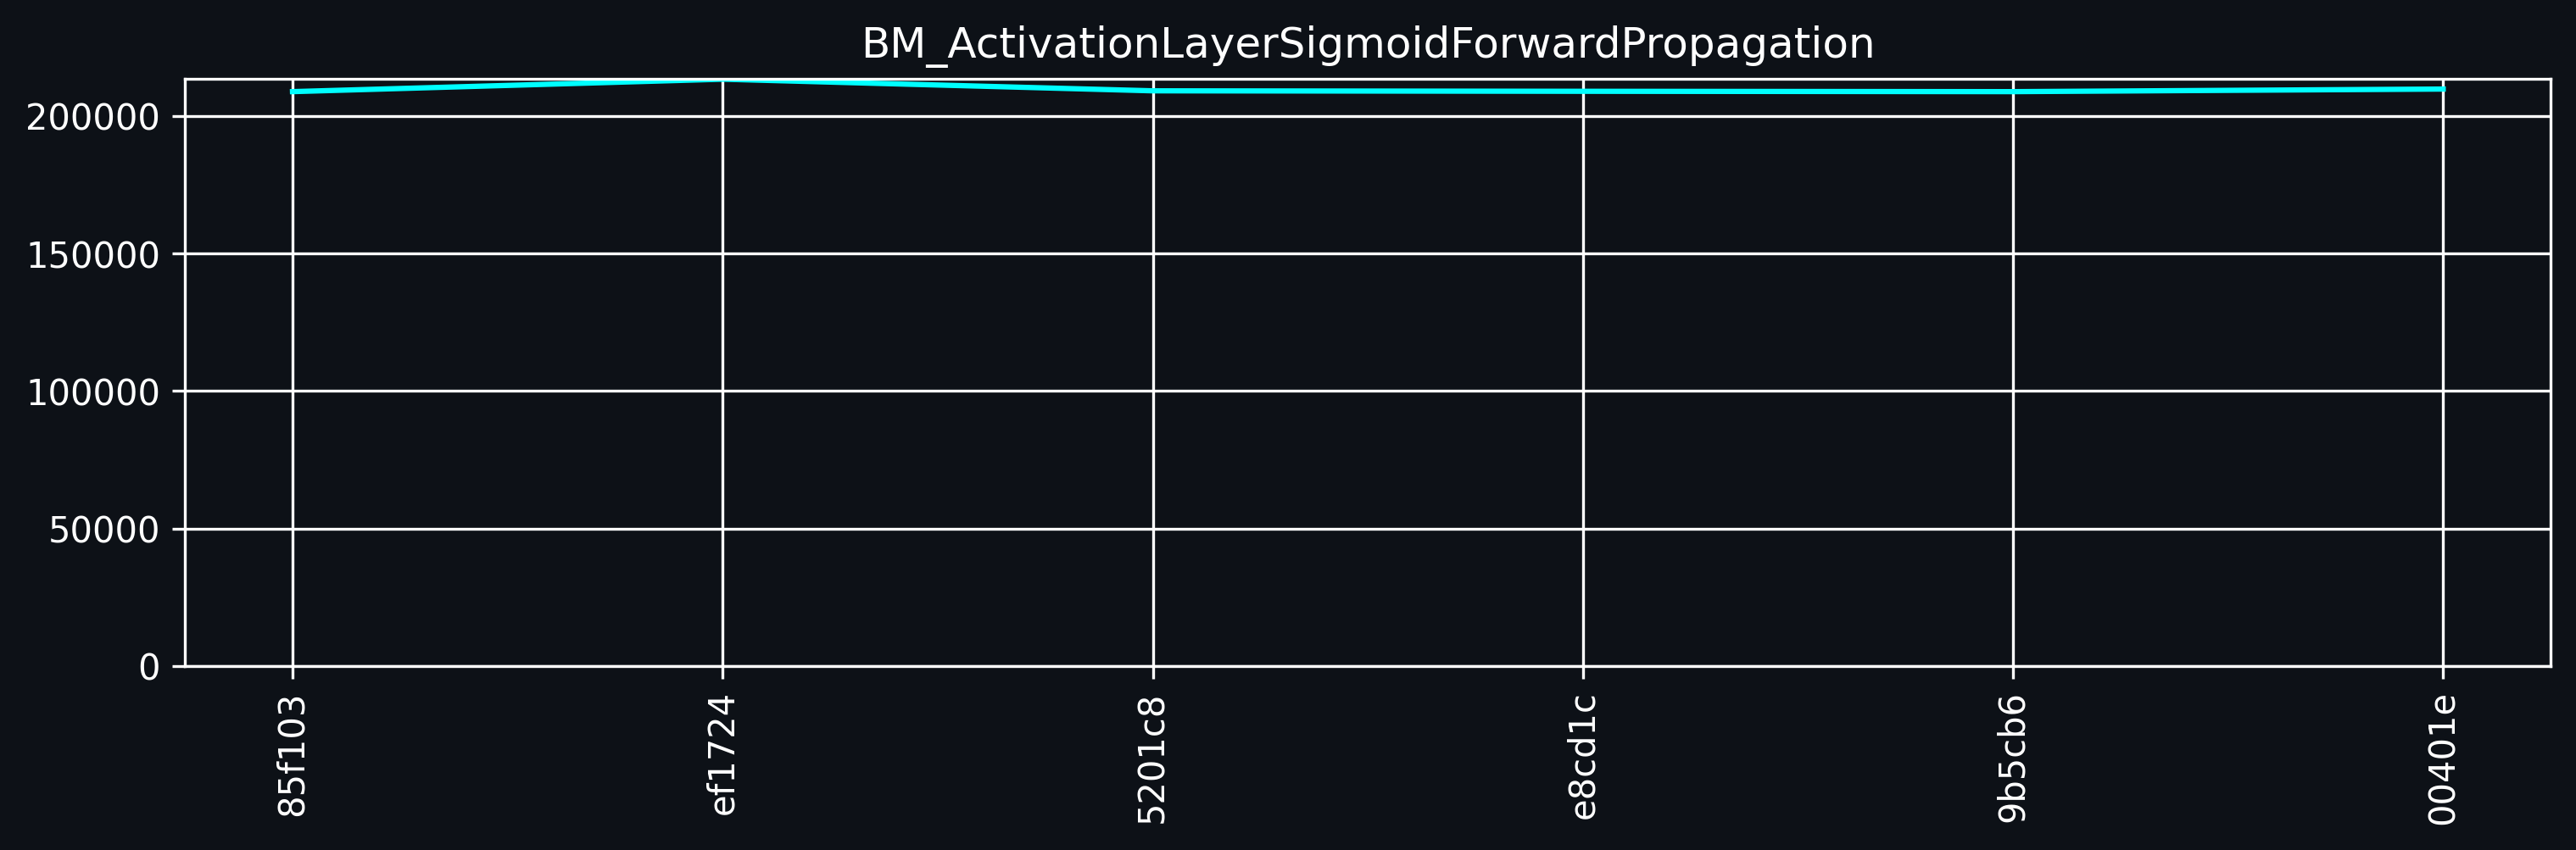 BM_ActivationLayerSigmoidForwardPropagation
200000
150000
100000
50000
0
85f103
ef1724
5201c8
e8cd1c
9b5cb6
00401e